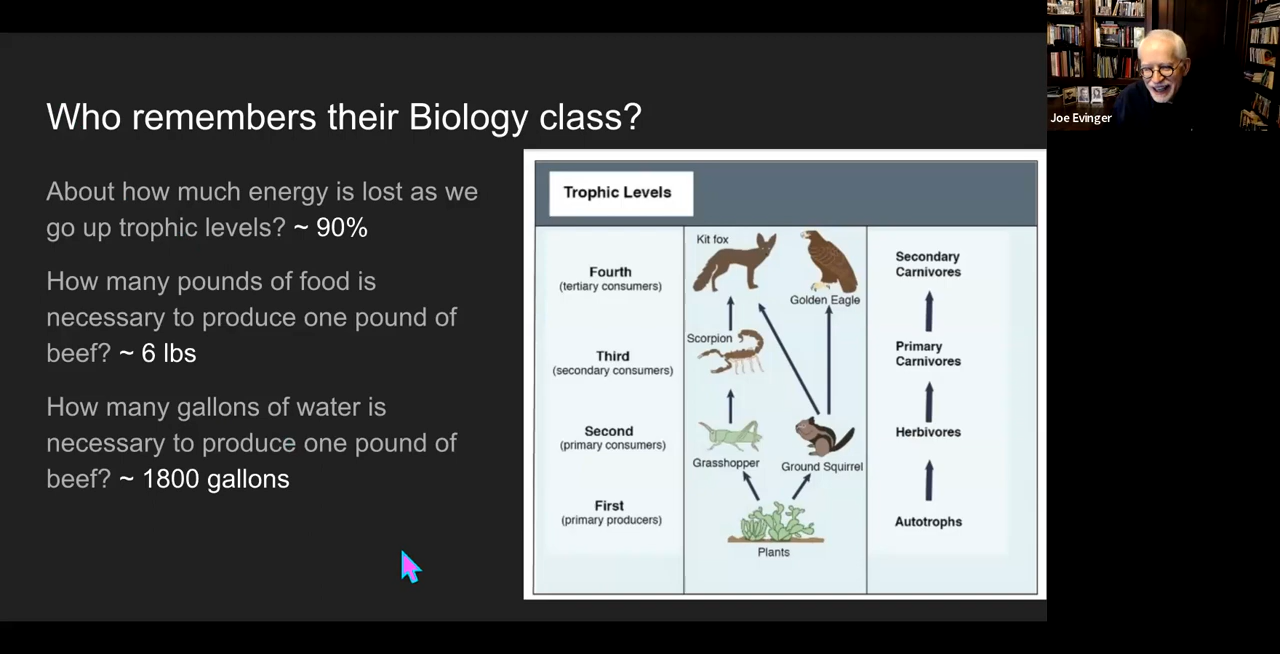 Who remembers their Biology class?
About how much energy is lost as we
go up trophic levels? ~ 90%
How many pounds of food is
necessary to produce one pound of
beef? ~ 6 lbs
How many gallons of water is
necessary to produce one pound of
beef? ~ 1800 gallons
Trophic Levels
Fourth
(tertiary consumers)
Third
(secondary consumers)
Second
(primary consumers)
First
(primary producers)
Kit fox
Golden Eagle
Scorpion
Grasshopper
Ground Squirrel
Plants
Secondary
Carnivores
Primary
Carnivores
Herbivores
Autotrophs
Joe Evinger